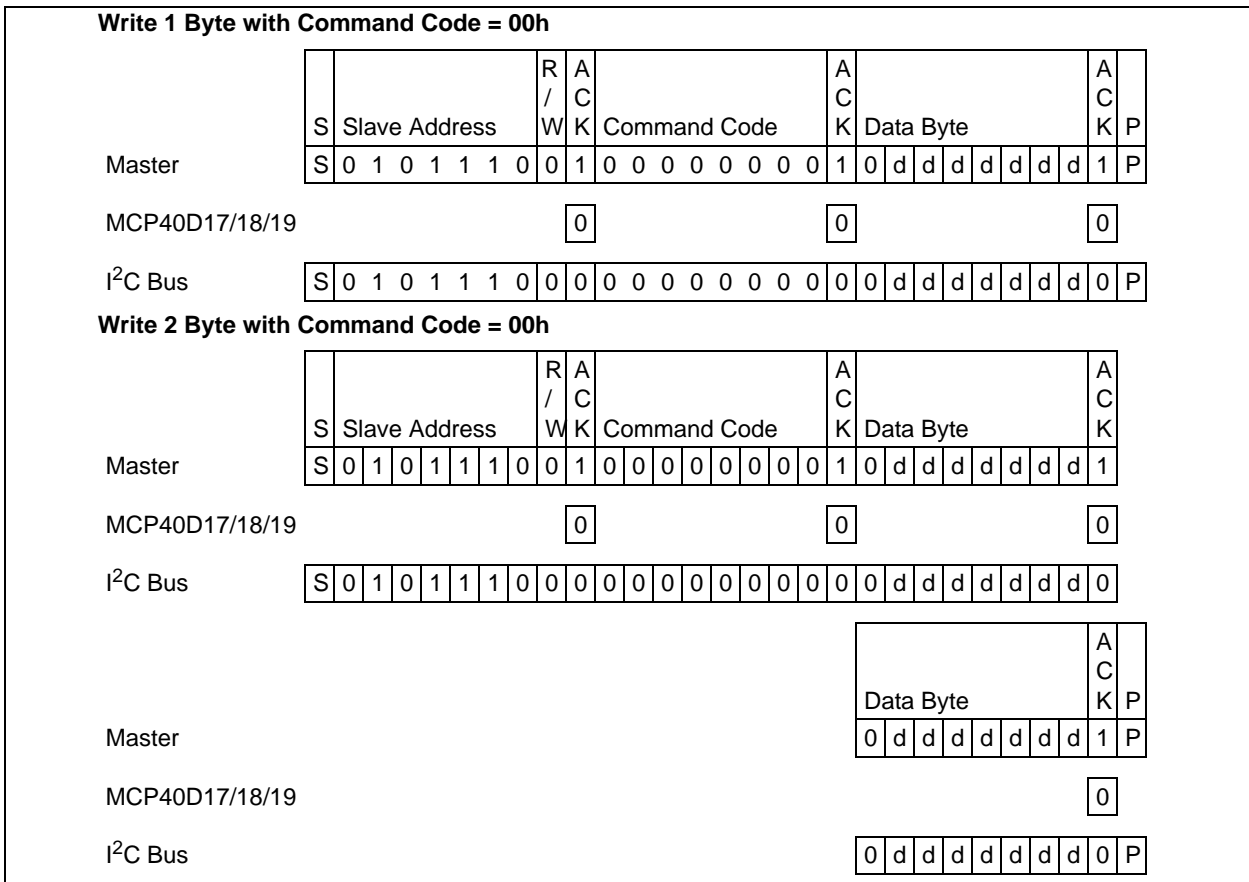 Write 1 Byte with Command Code = 00h
S Slave Address R/W ACK Command Code ACK Data Byte ACK P
Master S 0 1 0 1 1 1 0 0 1 0 0 0 0 0 0 0 0 1 0 d d d d d d d 1 P
MCP40D17/18/19 0 0 0
I2C Bus S 0 1 0 1 1 1 0 0 0 0 0 0 0 0 0 0 0 0 0 d d d d d d d 0 P
Write 2 Byte with Command Code = 00h
S Slave Address R/W ACK Command Code ACK Data Byte ACK
Master S 0 1 0 1 1 1 0 0 1 0 0 0 0 0 0 0 0 1 0 d d d d d d d 1
MCP40D17/18/19 0 0 0
I2C Bus S 0 1 0 1 1 1 0 0 0 0 0 0 0 0 0 0 0 0 0 d d d d d d d 0
Data Byte ACK P
Master 0 d d d d d d d 1 P
MCP40D17/18/19 0
I2C Bus 0 d d d d d d d 0 P